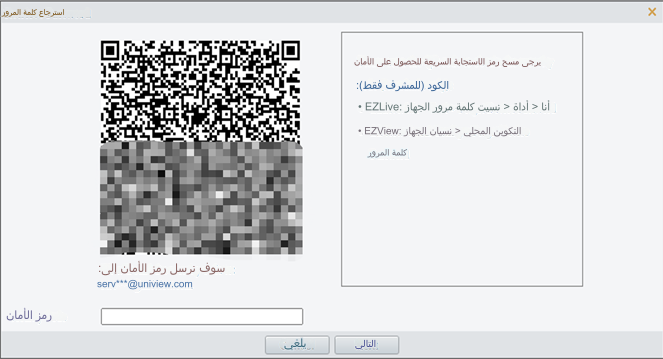 استرجاع كلمة المرور
يرجى مسح رمز الاستجابة السريعة للحصول على الأمان
الكود (للمشرف فقط):
• EZLive: أنا < أداة < نسيت كلمة مرور الجهاز
• EZView: التكوين المحلي < نسيان الجهاز
كلمة المرور
سوف نرسل رمز الأمان إلى:
serv***@uniview.com
رمز الأمان
يلغي
التالي